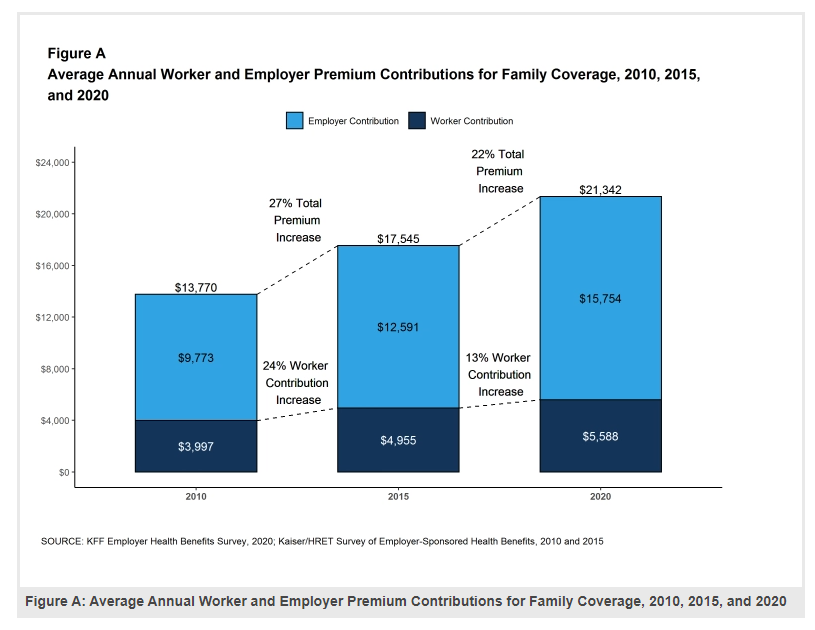 Figure A
Average Annual Worker and Employer Premium Contributions for Family Coverage, 2010, 2015,
and 2020
Employer Contribution
Worker Contribution
$24,000
$20,000
$16,000
$12,000
$8,000
$4,000
$0
$13,770
$9,773
$3,997
27% Total
Premium
Increase
24% Worker
Contribution
Increase
$17,545
$12,591
$4,955
22% Total
Premium
Increase
13% Worker
Contribution
Increase
$21,342
$15,754
$5,588
2010
2015
2020
SOURCE: KFF Employer Health Benefits Survey, 2020; Kaiser/HRET Survey of Employer-Sponsored Health Benefits, 2010 and 2015
Figure A: Average Annual Worker and Employer Premium Contributions for Family Coverage, 2010, 2015, and 2020